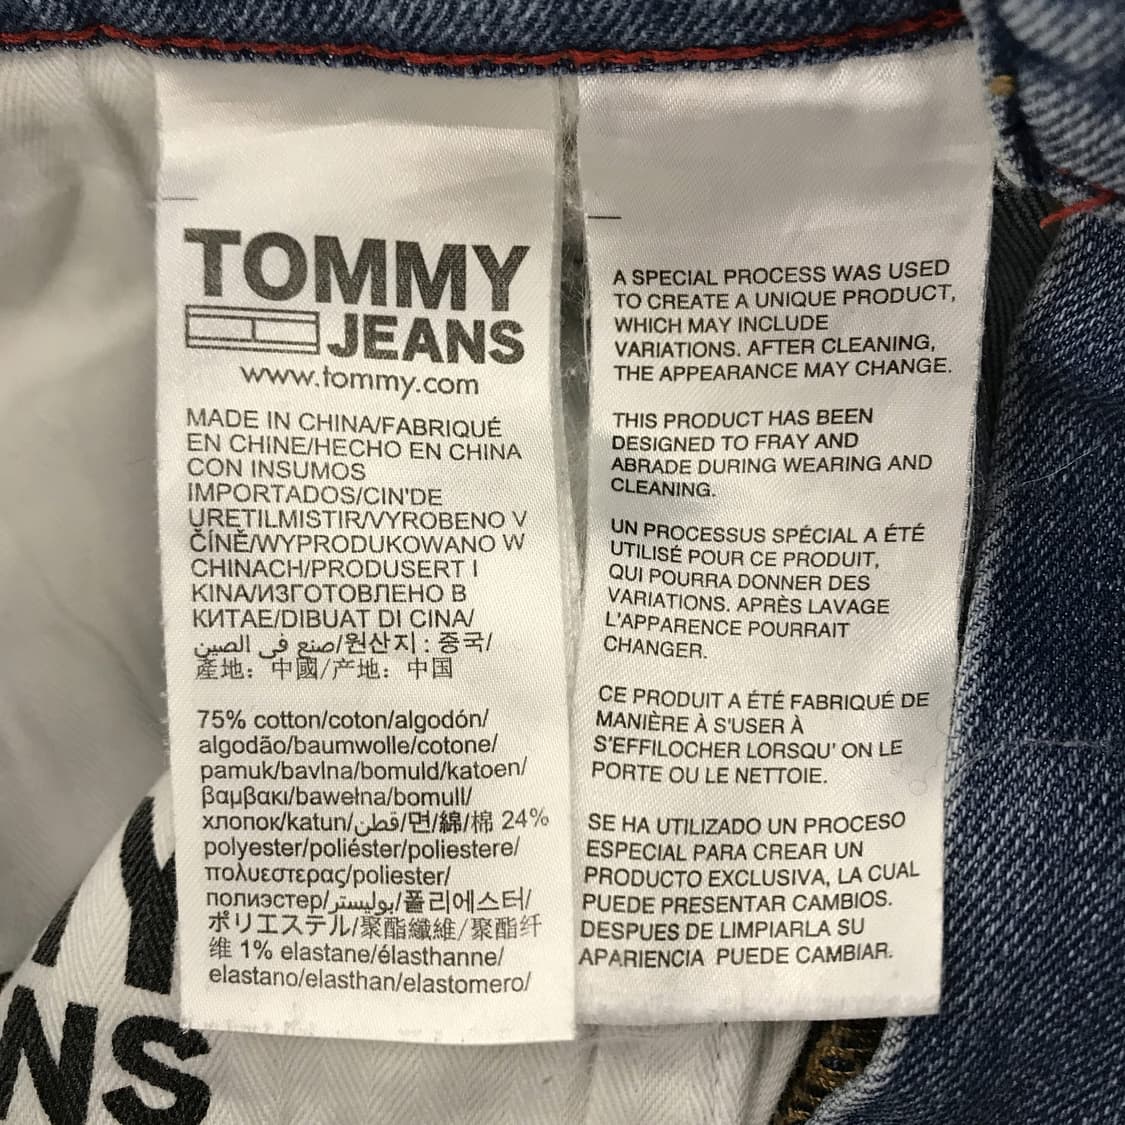 TOMMY
JEANS
www.tommy.com
MADE IN CHINA/FABRIQUÉ
EN CHINE/HECHO EN CHINA
CON INSUMOS
IMPORTADOS/CIN'DE
URETILMISTIR/VYROBENO V
ČÍNĚ/WYPRODUKOWANO W
CHINACH/PRODUSERT I
KINA/ИЗГОТОВЛЕНО В
КИТАЕ/DIBUAT DI CINA/
صنع في الصين/원산지 : 중국/
產地: 中國/产地: 中国
75% cotton/coton/algodón/
algodão/baumwolle/cotone/
pamuk/bavlna/bomuld/katoen/
βαμβακι/bawełna/bomull/
хлопок/katun/قطن/면/綿/棉 24%
polyester/poliéster/poliestere/
πολυεστερας/poliester/
полиэстер/بوليستر/폴리에스터/
ポリエステル/聚酯纖維/聚酯纤
维 1% elastane/élasthanne/
elastano/elasthan/elastomero/
A SPECIAL PROCESS WAS USED
TO CREATE A UNIQUE PRODUCT,
WHICH MAY INCLUDE
VARIATIONS. AFTER CLEANING,
THE APPEARANCE MAY CHANGE.
THIS PRODUCT HAS BEEN
DESIGNED TO FRAY AND
ABRADE DURING WEARING AND
CLEANING.
UN PROCESSUS SPÉCIAL A ÉTÉ
UTILISÉ POUR CE PRODUIT,
QUI POURRA DONNER DES
VARIATIONS. APRÈS LAVAGE
L'APPARENCE POURRAIT
CHANGER.
CE PRODUIT A ÉTÉ FABRIQUÉ DE
MANIÈRE À S'USER À
S'EFFILOCHER LORSQU' ON LE
PORTE OU LE NETTOIE.
SE HA UTILIZADO UN PROCESO
ESPECIAL PARA CREAR UN
PRODUCTO EXCLUSIVA, LA CUAL
PUEDE PRESENTAR CAMBIOS.
DESPUES DE LIMPIARLA SU
APARIENCIA PUEDE CAMBIAR.
Y
NS